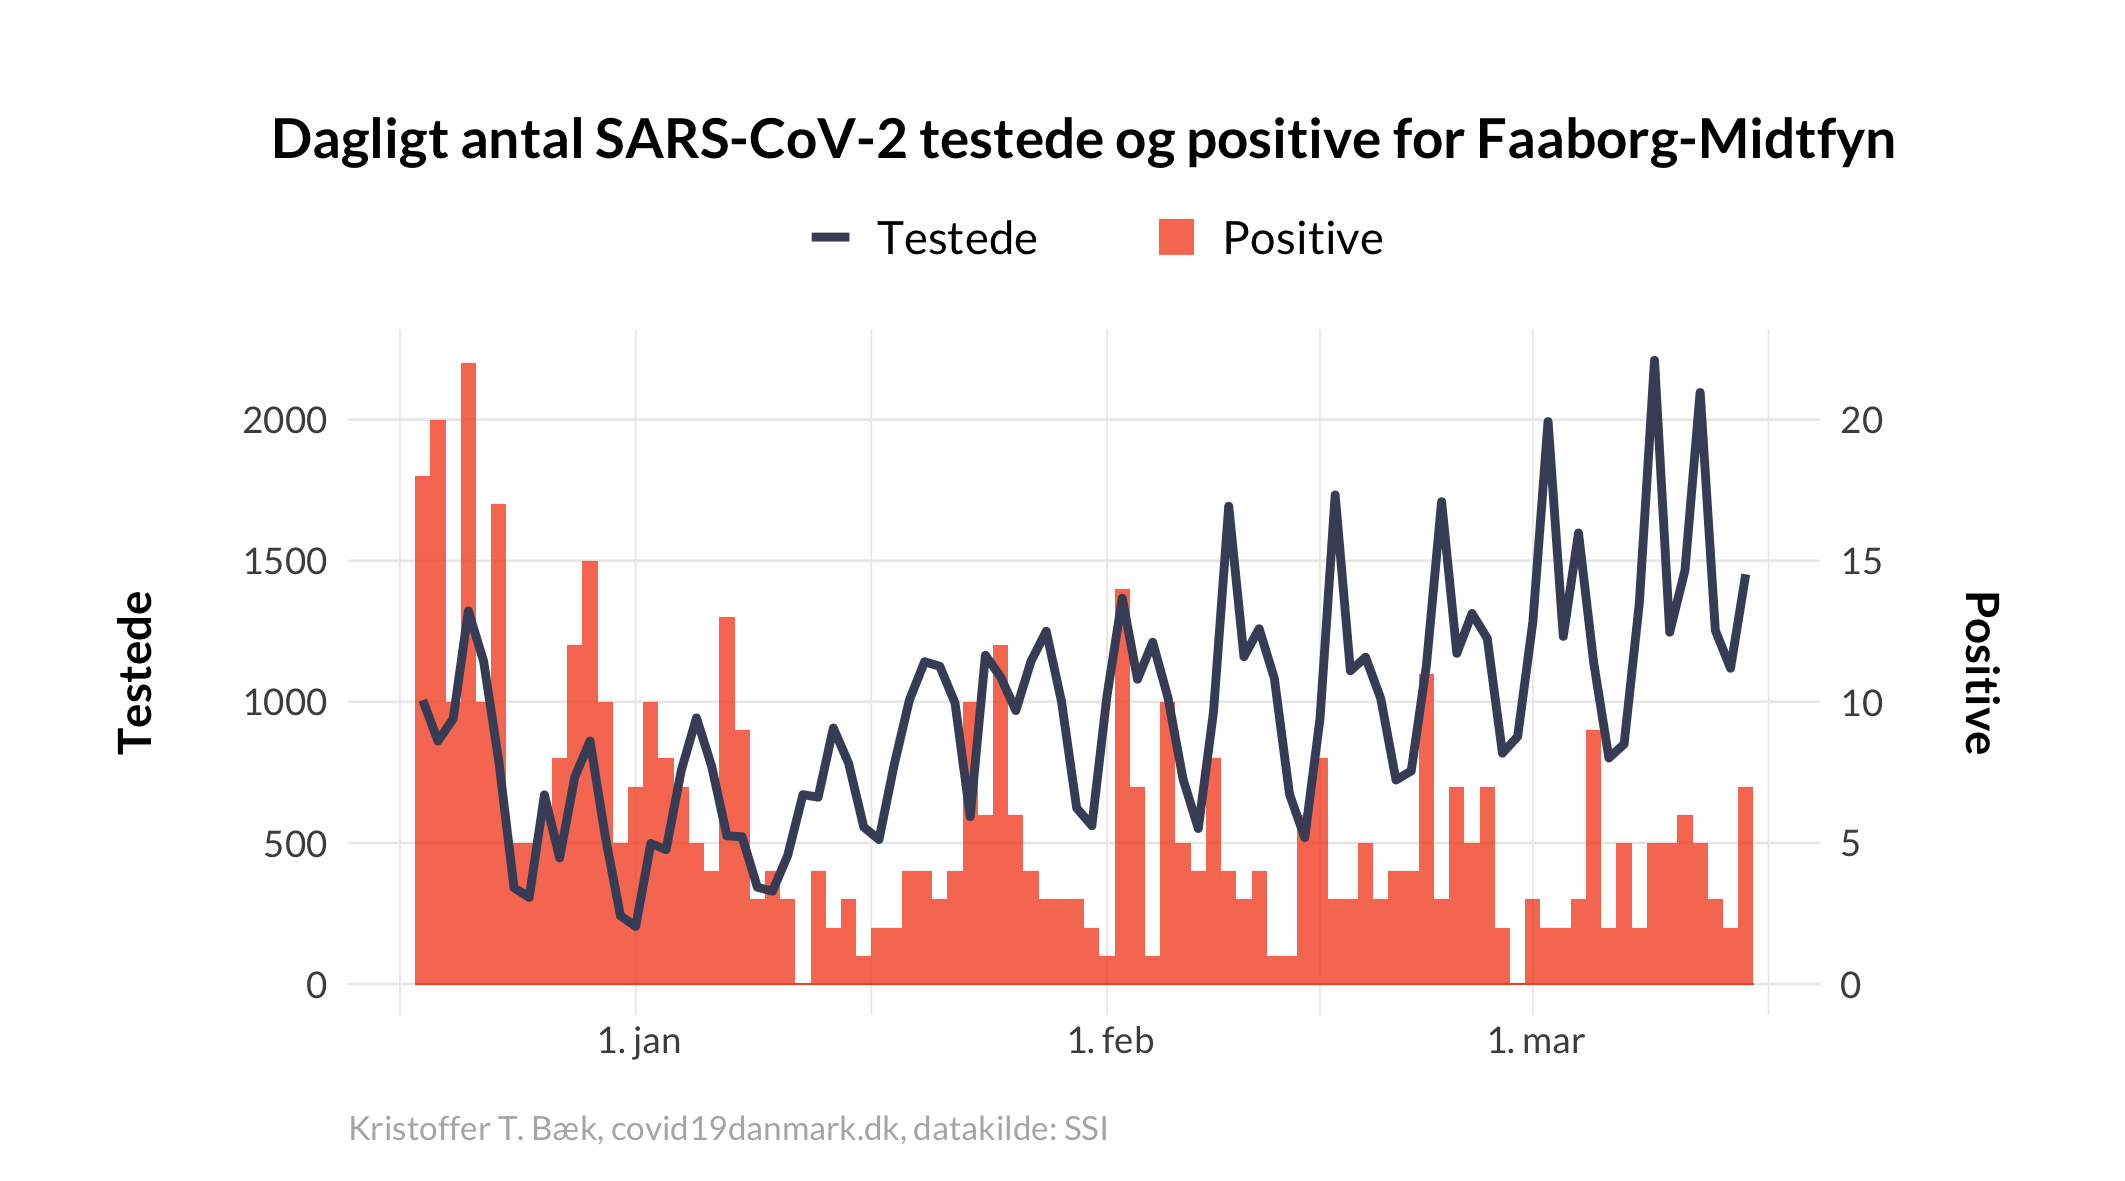 Dagligt antal SARS-CoV-2 testede og positive for Faaborg-Midtfyn
Testede
Positive
2000
1500
1000
500
0
20
15
10
5
0
Testede
Positive
1. jan
1. feb
1. mar
Kristoffer T. Bæk, covid19danmark.dk, datakilde: SSI